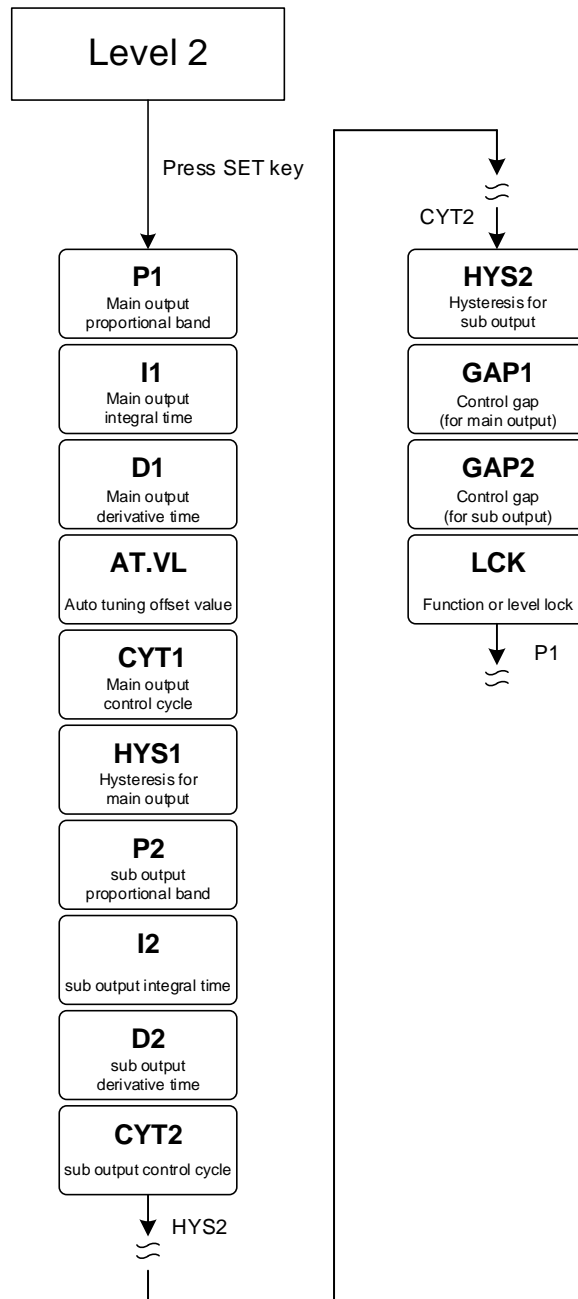 Level 2
Press SET key
P1
Main output
proportional band
I1
Main output
integral time
D1
Main output
derivative time
AT.VL
Auto tuning offset value
CYT1
Main output
control cycle
HYS1
Hysteresis for
main output
P2
sub output
proportional band
I2
sub output integral time
D2
sub output
derivative time
CYT2
sub output control cycle
HYS2
CYT2
HYS2
Hysteresis for
sub output
GAP1
Control gap
(for main output)
GAP2
Control gap
(for sub output)
LCK
Function or level lock
P1